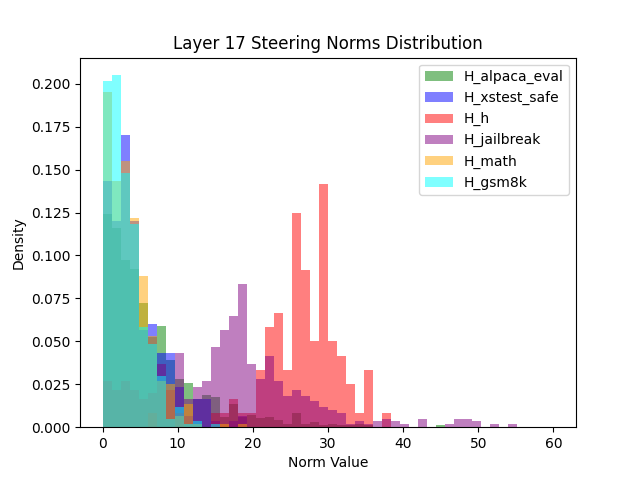 Layer 17 Steering Norms Distribution
H_alpaca_eval
H_xstest_safe
H_h
H_jailbreak
H_math
H_gsm8k
0.200
0.175
0.150
0.125
0.100
0.075
0.050
0.025
0.000
Density
0 10 20 30 40 50 60
Norm Value